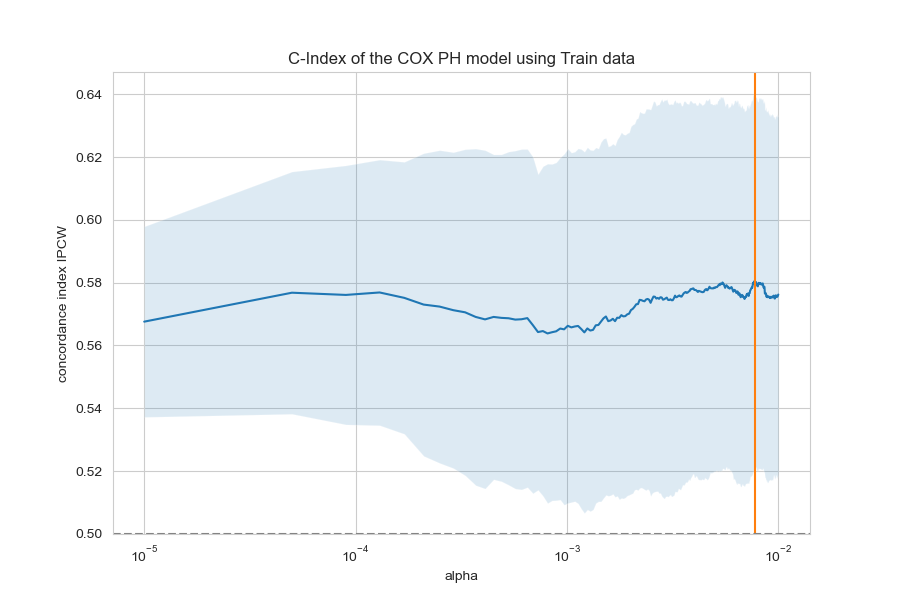 C-Index of the COX PH model using Train data
concordance index IPCW
0.64
0.62
0.60
0.58
0.56
0.54
0.52
0.50
10⁻⁵ 10⁻⁴ 10⁻³ 10⁻²
alpha